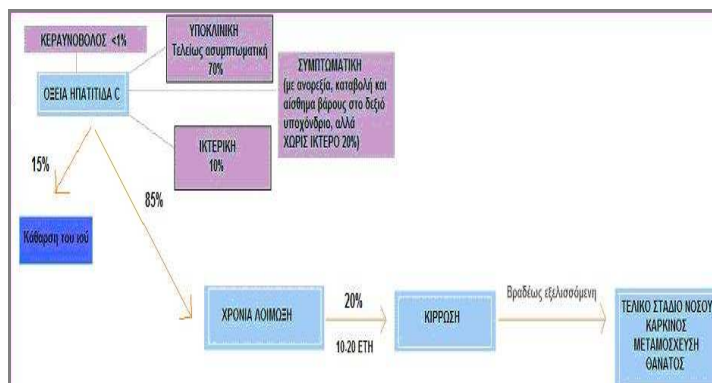 ΚΕΡΑΥΝΟΒΟΛΟΣ <1%
ΥΠΟΚΛΙΝΙΚΗ
Τελείως ασυμπτωματική
70%
ΟΞΕΙΑ ΗΠΑΤΙΤΙΔΑ C
ΣΥΜΠΤΩΜΑΤΙΚΗ
(με ανορεξία, καταβολή και
αίσθημα βάρους στο δεξιό
υποχόνδριο, αλλά
ΧΩΡΙΣ ΙΚΤΕΡΟ 20%)
ΙΚΤΕΡΙΚΗ
10%
15%
85%
Κάθαρση του ιού
ΧΡΟΝΙΑ ΛΟΙΜΩΞΗ
20%
10-20 ΕΤΗ
ΚΙΡΡΩΣΗ
Βραδέως εξελισσόμενη
ΤΕΛΙΚΟ ΣΤΑΔΙΟ ΝΟΣΟΥ
ΚΑΡΚΙΝΟΣ
ΜΕΤΑΜΟΣΧΕΥΣΗ
ΘΑΝΑΤΟΣ